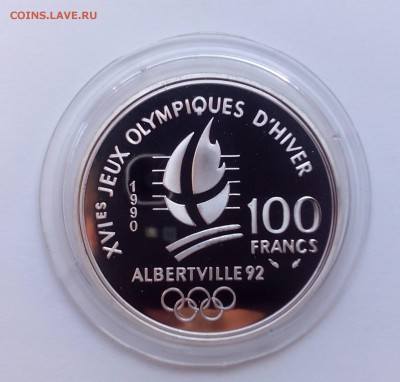 COINS.LAVE.RU
XVIes JEUX OLYMPIQUES D'HIVER
1990
100
FRANCS
ALBERTVILLE 92